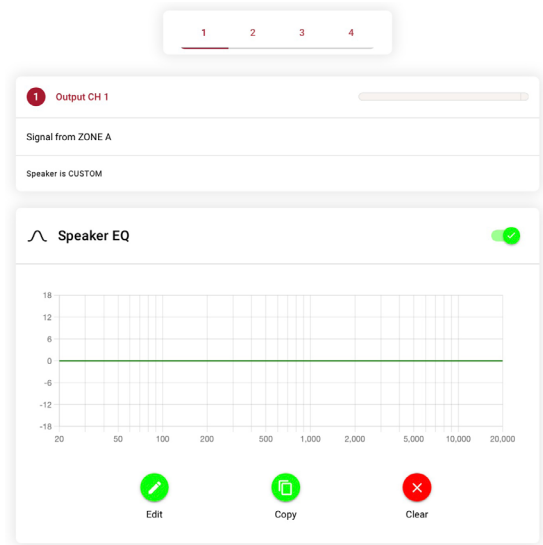 1 2 3 4
1 Output CH 1
Signal from ZONE A
Speaker is CUSTOM
Speaker EQ
18
12
6
0
-6
-12
-18
20 50 100 200 500 1,000 2,000 5,000 10,000 20,000
Edit Copy Clear